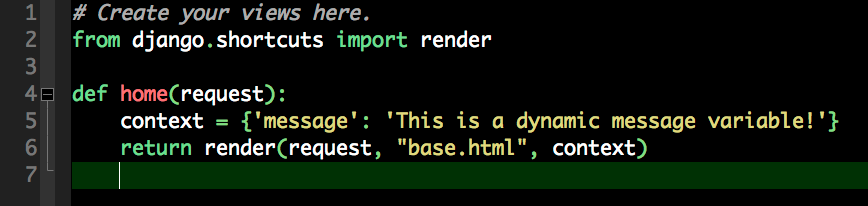 1 # Create your views here.
2 from django.shortcuts import render
3
4 def home(request):
5     context = {'message': 'This is a dynamic message variable!'}
6     return render(request, "base.html", context)
7